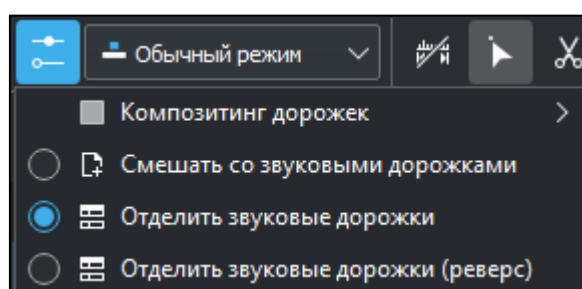 Обычный режим
Композитинг дорожек
Смешать со звуковыми дорожками
Отделить звуковые дорожки
Отделить звуковые дорожки (реверс)